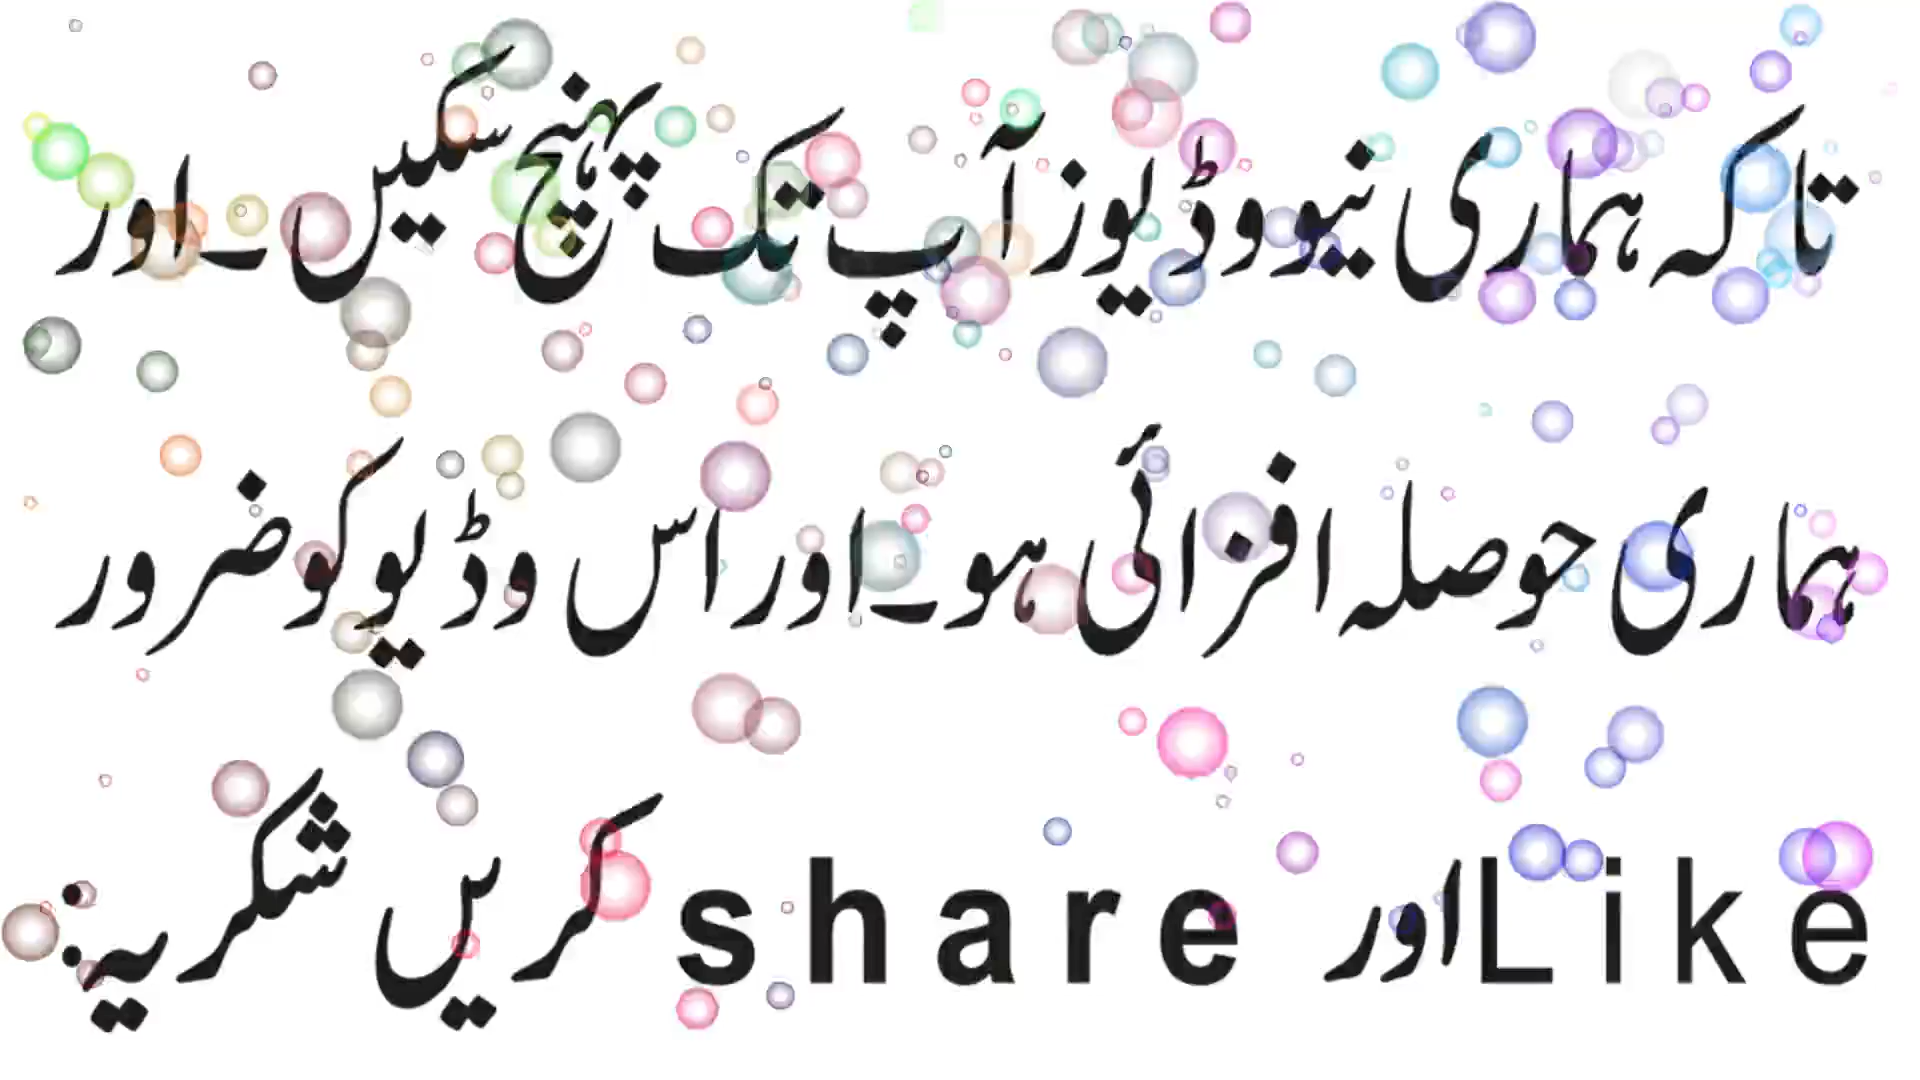 تاکہ ہماری نیو وڈیوز آپ تک پہنچ سکیں ۔ اور
ہماری حوصلہ افزائی ہو ۔ اور اس وڈیو کو ضرور
Like اور share کریں شکریہ :